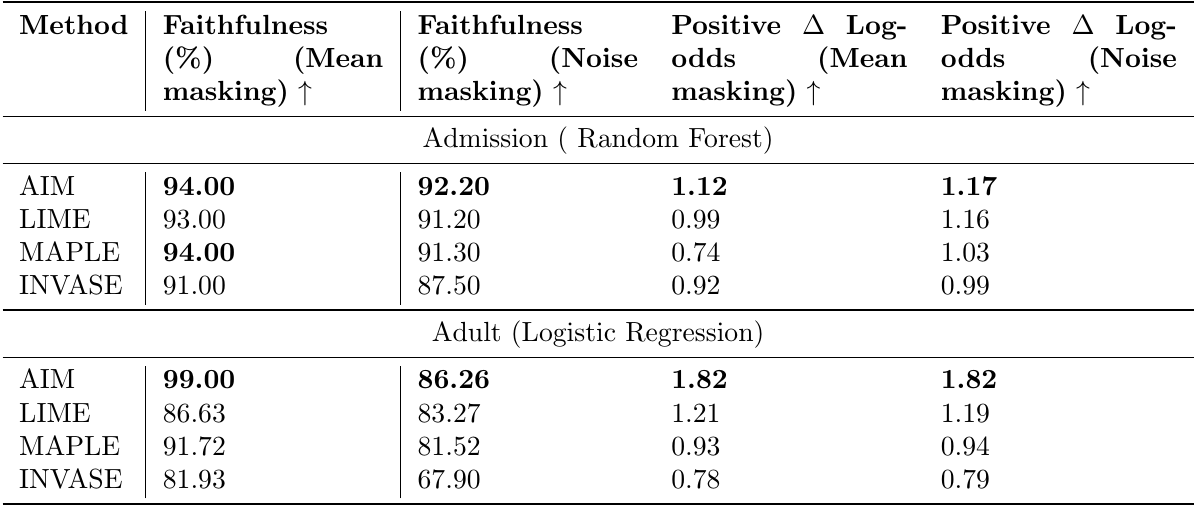 Method Faithfulness (%) (Mean masking) ↑ Faithfulness (%) (Noise masking) ↑ Positive Δ Log-odds (Mean masking) ↑ Positive Δ Log-odds (Noise masking) ↑
Admission ( Random Forest)
AIM 94.00 92.20 1.12 1.17
LIME 93.00 91.20 0.99 1.16
MAPLE 94.00 91.30 0.74 1.03
INVASE 91.00 87.50 0.92 0.99
Adult (Logistic Regression)
AIM 99.00 86.26 1.82 1.82
LIME 86.63 83.27 1.21 1.19
MAPLE 91.72 81.52 0.93 0.94
INVASE 81.93 67.90 0.78 0.79